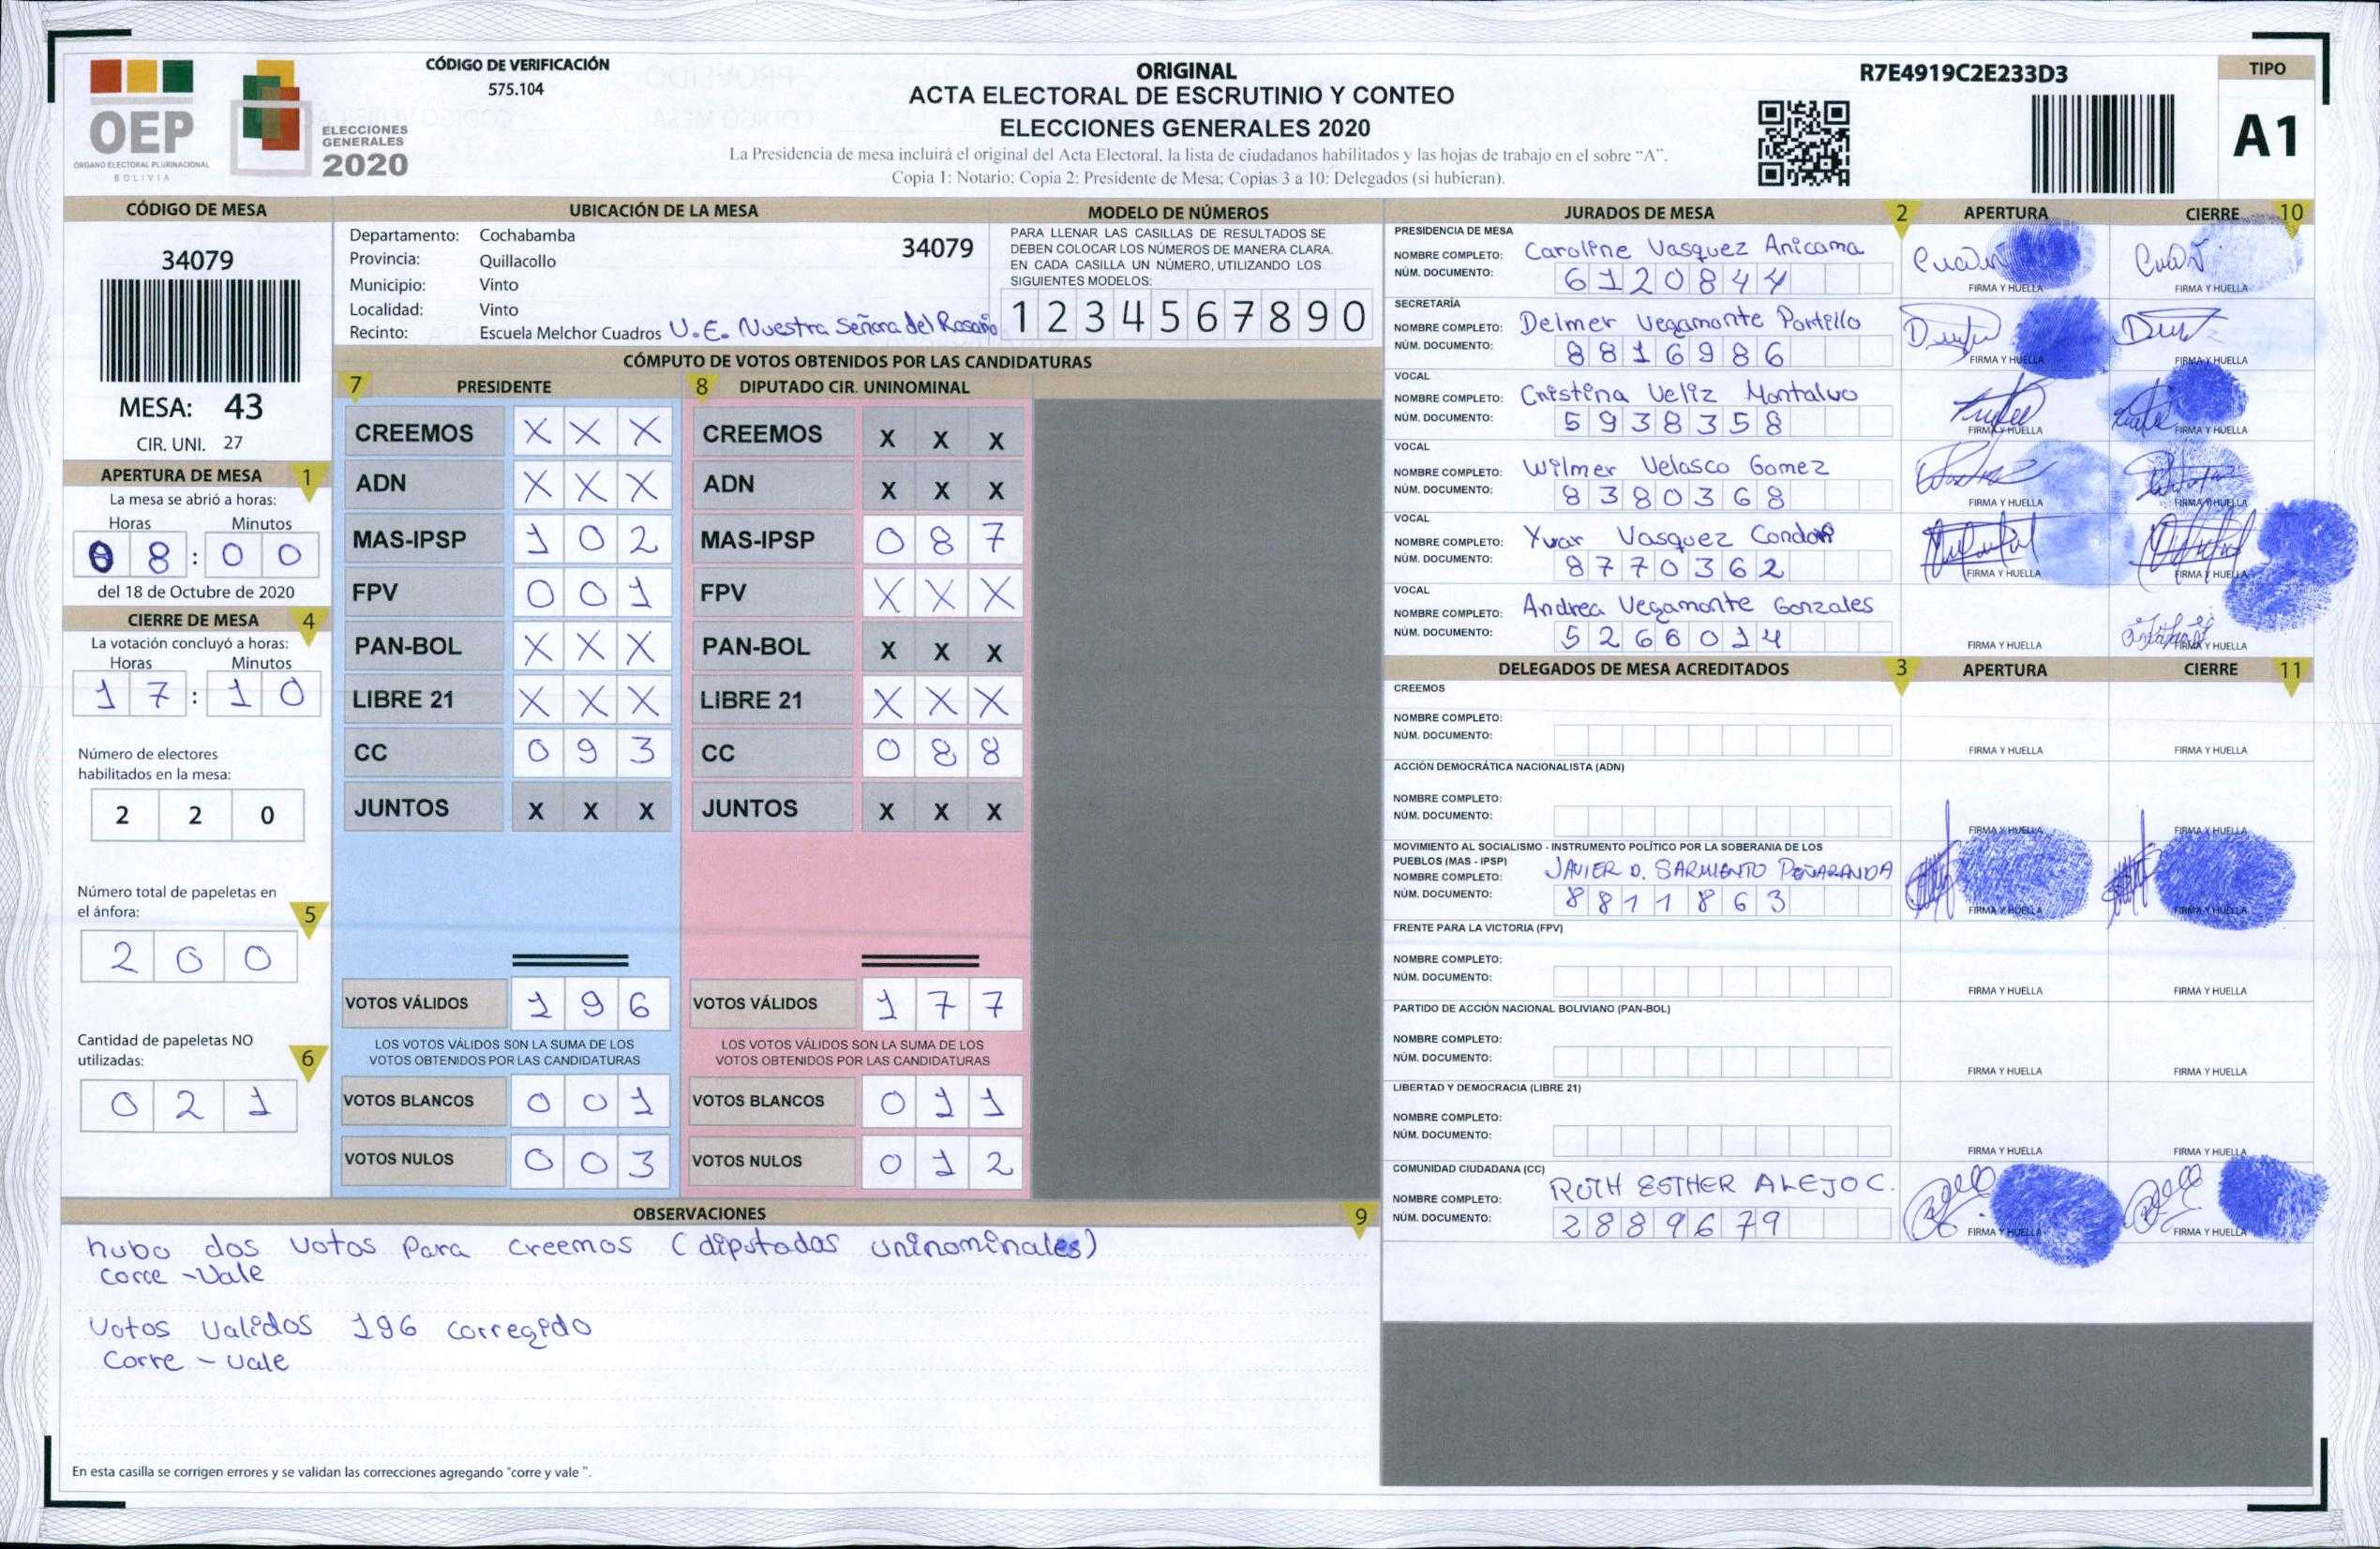 OEP
ÓRGANO ELECTORAL PLURINACIONAL
BOLIVIA
ELECCIONES
GENERALES
2020
CÓDIGO DE VERIFICACIÓN
575.104
ORIGINAL
ACTA ELECTORAL DE ESCRUTINIO Y CONTEO
ELECCIONES GENERALES 2020
La Presidencia de mesa incluirá el original del Acta Electoral, la lista de ciudadanos habilitados y las hojas de trabajo en el sobre “A”.
Copia 1: Notario; Copia 2: Presidente de Mesa; Copias 3 a 10: Delegados (si hubieran).
R7E4919C2E233D3
TIPO
A1
CÓDIGO DE MESA
34079
MESA: 43
CIR. UNI. 27
APERTURA DE MESA 1
La mesa se abrió a horas:
Horas Minutos
08:00
del 18 de Octubre de 2020
CIERRE DE MESA 4
La votación concluyó a horas:
Horas Minutos
17:10
Número de electores
habilitados en la mesa:
220
Número total de papeletas en
el ánfora: 5
200
Cantidad de papeletas NO
utilizadas: 6
021
UBICACIÓN DE LA MESA
Departamento: Cochabamba 34079
Provincia: Quillacollo
Municipio: Vinto
Localidad: Vinto
Recinto: Escuela Melchor Cuadros U.E. Nuestra Señora del Rosario
MODELO DE NÚMEROS
PARA LLENAR LAS CASILLAS DE RESULTADOS SE
DEBEN COLOCAR LOS NÚMEROS DE MANERA CLARA.
EN CADA CASILLA UN NÚMERO, UTILIZANDO LOS
SIGUIENTES MODELOS:
1 2 3 4 5 6 7 8 9 0
CÓMPUTO DE VOTOS OBTENIDOS POR LAS CANDIDATURAS
7 PRESIDENTE 8 DIPUTADO CIR. UNINOMINAL
CREEMOS X X X CREEMOS X X X
ADN X X X ADN X X X
MAS-IPSP 1 0 2 MAS-IPSP 0 8 7
FPV 0 0 1 FPV X X X
PAN-BOL X X X PAN-BOL X X X
LIBRE 21 X X X LIBRE 21 X X X
CC 0 9 3 CC 0 8 8
JUNTOS X X X JUNTOS X X X
VOTOS VÁLIDOS 1 9 6 VOTOS VÁLIDOS 1 7 7
LOS VOTOS VÁLIDOS SON LA SUMA DE LOS LOS VOTOS VÁLIDOS SON LA SUMA DE LOS
VOTOS OBTENIDOS POR LAS CANDIDATURAS VOTOS OBTENIDOS POR LAS CANDIDATURAS
VOTOS BLANCOS 0 0 1 VOTOS BLANCOS 0 1 1
VOTOS NULOS 0 0 3 VOTOS NULOS 0 1 2
OBSERVACIONES 9
hubo dos votos para creemos (diputados uninominales)
corre - Vale
Votos validos 196 corregido
Corre - vale
En esta casilla se corrigen errores y se validan las correcciones agregando "corre y vale ".
JURADOS DE MESA 2 APERTURA CIERRE 10
PRESIDENCIA DE MESA
NOMBRE COMPLETO: Caroline Vasquez Anicama
NÚM. DOCUMENTO: 6120844
FIRMA Y HUELLA FIRMA Y HUELLA
SECRETARÍA
NOMBRE COMPLETO: Delmer Vegamonte Portillo
NÚM. DOCUMENTO: 8816986
FIRMA Y HUELLA FIRMA Y HUELLA
VOCAL
NOMBRE COMPLETO: Cristina Veliz Montalvo
NÚM. DOCUMENTO: 5938358
FIRMA Y HUELLA FIRMA Y HUELLA
VOCAL
NOMBRE COMPLETO: Wilmer Velasco Gomez
NÚM. DOCUMENTO: 8380368
FIRMA Y HUELLA FIRMA Y HUELLA
VOCAL
NOMBRE COMPLETO: Yvar Vasquez Condori
NÚM. DOCUMENTO: 8770362
FIRMA Y HUELLA FIRMA Y HUELLA
VOCAL
NOMBRE COMPLETO: Andrea Vegamonte Gonzales
NÚM. DOCUMENTO: 5266014
FIRMA Y HUELLA FIRMA Y HUELLA
DELEGADOS DE MESA ACREDITADOS 3 APERTURA CIERRE 11
CREEMOS
NOMBRE COMPLETO:
NÚM. DOCUMENTO:
FIRMA Y HUELLA FIRMA Y HUELLA
ACCIÓN DEMOCRÁTICA NACIONALISTA (ADN)
NOMBRE COMPLETO:
NÚM. DOCUMENTO:
FIRMA Y HUELLA FIRMA Y HUELLA
MOVIMIENTO AL SOCIALISMO - INSTRUMENTO POLÍTICO POR LA SOBERANIA DE LOS
PUEBLOS (MAS - IPSP)
NOMBRE COMPLETO: JAVIER D. SARMIENTO PEÑARANDA
NÚM. DOCUMENTO: 8811863
FIRMA Y HUELLA FIRMA Y HUELLA
FRENTE PARA LA VICTORIA (FPV)
NOMBRE COMPLETO:
NÚM. DOCUMENTO:
FIRMA Y HUELLA FIRMA Y HUELLA
PARTIDO DE ACCIÓN NACIONAL BOLIVIANO (PAN-BOL)
NOMBRE COMPLETO:
NÚM. DOCUMENTO:
FIRMA Y HUELLA FIRMA Y HUELLA
LIBERTAD Y DEMOCRACIA (LIBRE 21)
NOMBRE COMPLETO:
NÚM. DOCUMENTO:
FIRMA Y HUELLA FIRMA Y HUELLA
COMUNIDAD CIUDADANA (CC)
NOMBRE COMPLETO: RUTH ESTHER ALEJO C.
NÚM. DOCUMENTO: 2889679
FIRMA Y HUELLA FIRMA Y HUELLA